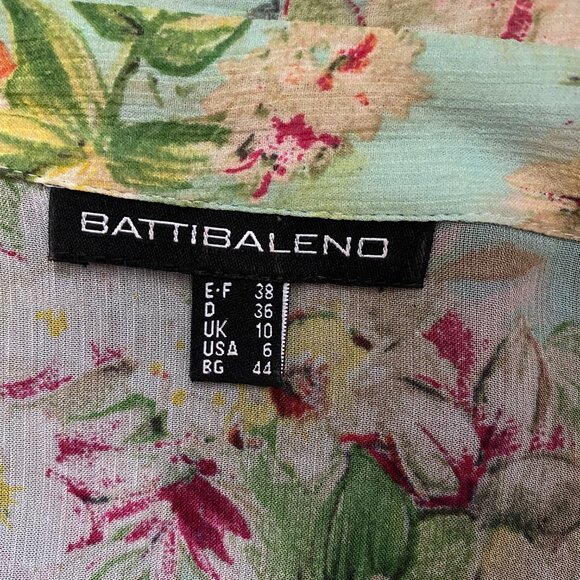 BATTIBALENO
E·F 38
D 36
UK 10
USA 6
BG 44